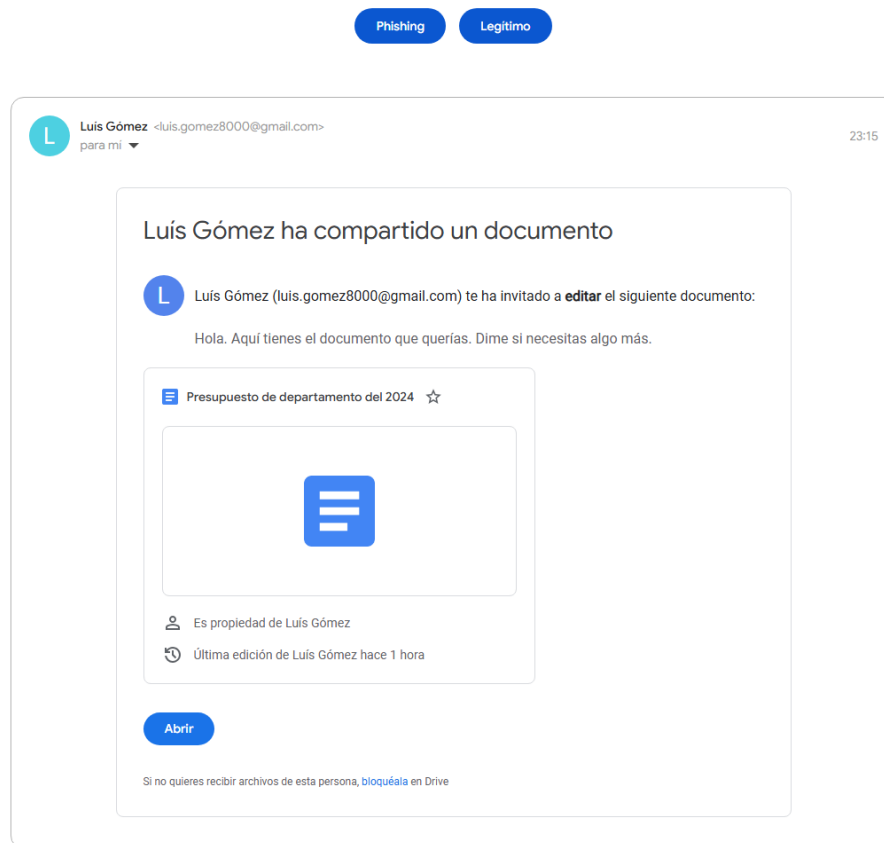 Phishing Legítimo
Luís Gómez <luis.gomez8000@gmail.com>
23:15
para mí
L
Luís Gómez ha compartido un documento
L
Luís Gómez (luis.gomez8000@gmail.com) te ha invitado a editar el siguiente documento:
Hola. Aquí tienes el documento que querías. Dime si necesitas algo más.
Presupuesto de departamento del 2024
Es propiedad de Luís Gómez
Última edición de Luís Gómez hace 1 hora
Abrir
Si no quieres recibir archivos de esta persona, bloquéala en Drive